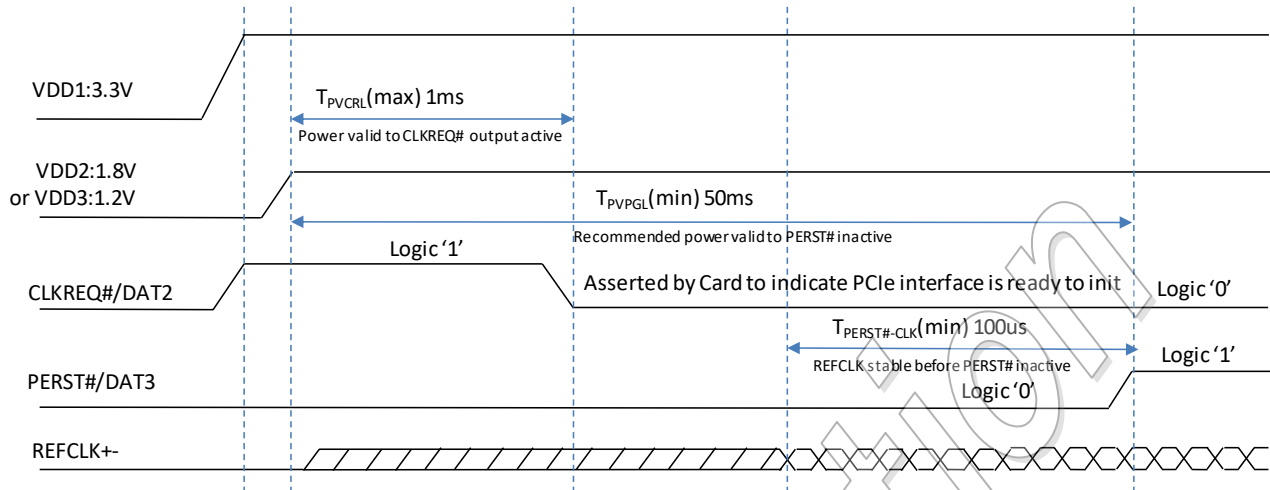 VDD1:3.3V
TPVCRL(max) 1ms
Power valid to CLKREQ# output active
VDD2:1.8V
or VDD3:1.2V
TPVPGL(min) 50ms
Recommended power valid to PERST# inactive
Logic ‘1’
CLKREQ#/DAT2
Asserted by Card to indicate PCIe interface is ready to init
Logic ‘0’
TPERST#-CLK(min) 100us
REFCLK stable before PERST# inactive
Logic ‘1’
PERST#/DAT3
Logic ‘0’
REFCLK+-
tion